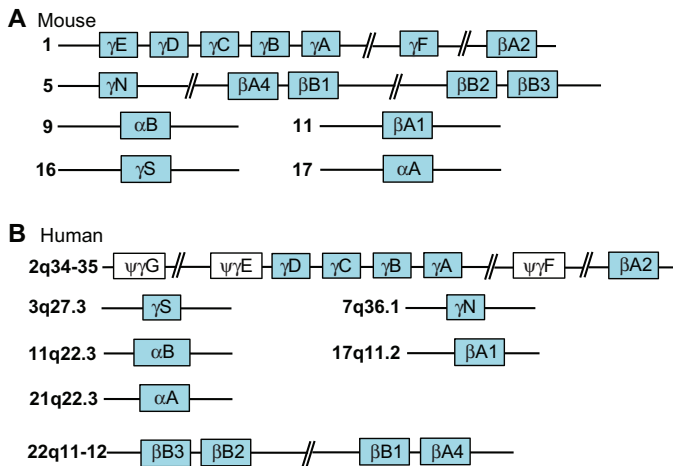 A Mouse
1 γE γD γC γB γA // γF // βA2
5 γN // βA4 βB1 // βB2 βB3
9 αB 11 βA1
16 γS 17 αA
B Human
2q34-35 ψγG // ψγE γD γC γB γA // ψγF // βA2
3q27.3 γS 7q36.1 γN
11q22.3 αB 17q11.2 βA1
21q22.3 αA
22q11-12 βB3 βB2 // βB1 βA4